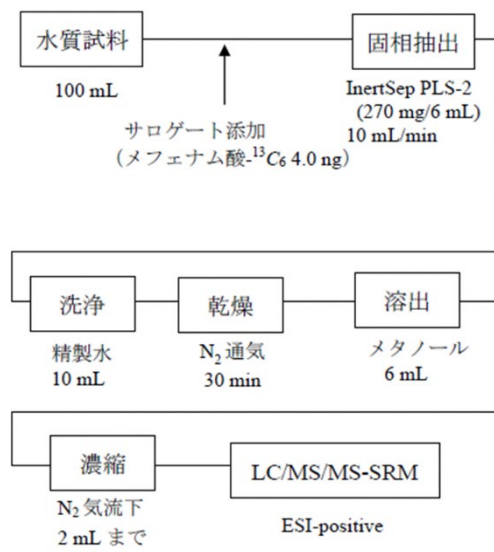 水質試料
固相抽出
100 mL
InertSep PLS-2
(270 mg/6 mL)
10 mL/min
サロゲート添加
（メフェナム酸-¹³C₆ 4.0 ng）
洗浄
乾燥
溶出
精製水
10 mL
N₂ 通気
30 min
メタノール
6 mL
濃縮
LC/MS/MS-SRM
N₂ 気流下
2 mL まで
ESI-positive